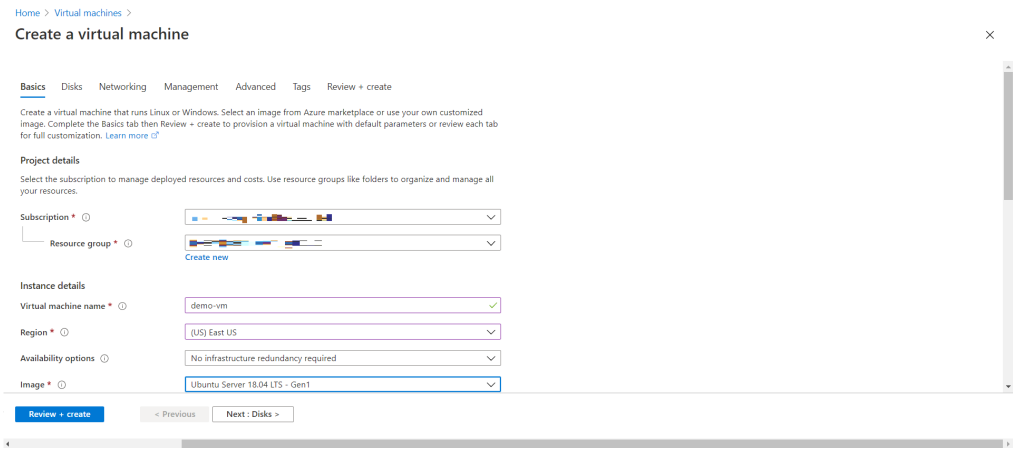 Home > Virtual machines >
Create a virtual machine
Basics Disks Networking Management Advanced Tags Review + create
Create a virtual machine that runs Linux or Windows. Select an image from Azure marketplace or use your own customized
image. Complete the Basics tab then Review + create to provision a virtual machine with default parameters or review each tab
for full customization. Learn more
Project details
Select the subscription to manage deployed resources and costs. Use resource groups like folders to organize and manage all
your resources.
Subscription *
Resource group *
Create new
Instance details
Virtual machine name * demo-vm
Region * (US) East US
Availability options No infrastructure redundancy required
Image * Ubuntu Server 18.04 LTS - Gen1
Review + create < Previous Next : Disks >